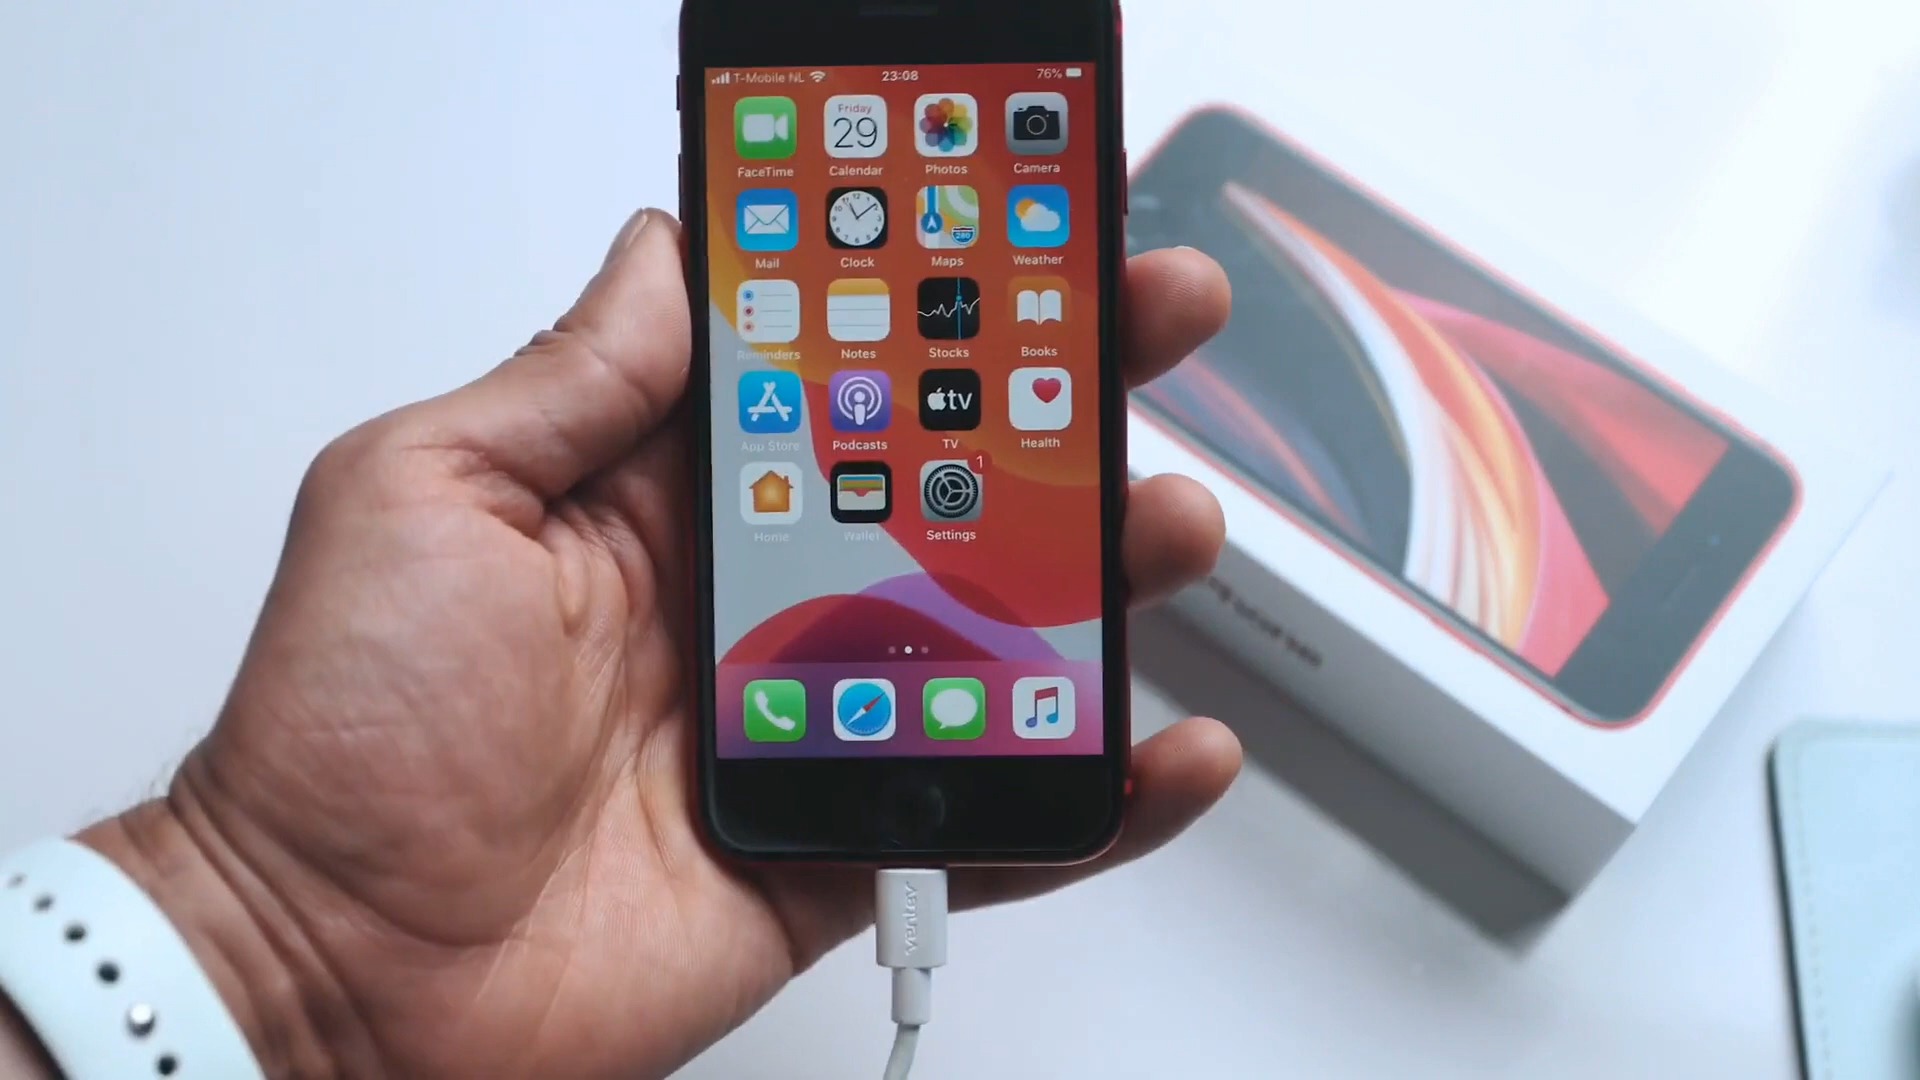 T-Mobile NL 23:08 76%
Friday
29
FaceTime Calendar Photos Camera
280
Mail Clock Maps Weather
Reminders Notes Stocks Books
tv
App Store Podcasts TV Health
1
Home Wallet Settings
ventev